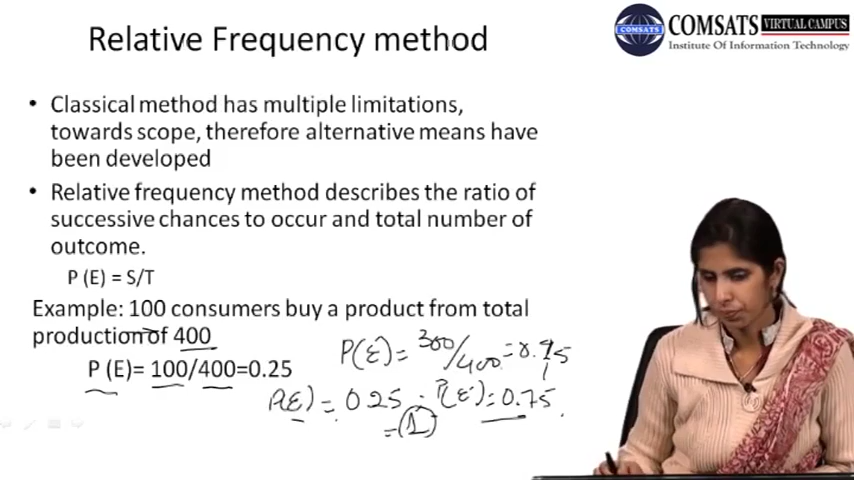 Relative Frequency method
COMSATS
COMSATS VIRTUAL CAMPUS
Institute Of Information Technology
• Classical method has multiple limitations,
towards scope, therefore alternative means have
been developed
• Relative frequency method describes the ratio of
successive chances to occur and total number of
outcome.
P (E) = S/T
Example: 100 consumers buy a product from total
production of 400
P (E)= 100/400=0.25
P(E) = 300/400 = 0.75
P(E) = 0.25 . P(E') = 0.75
= 1